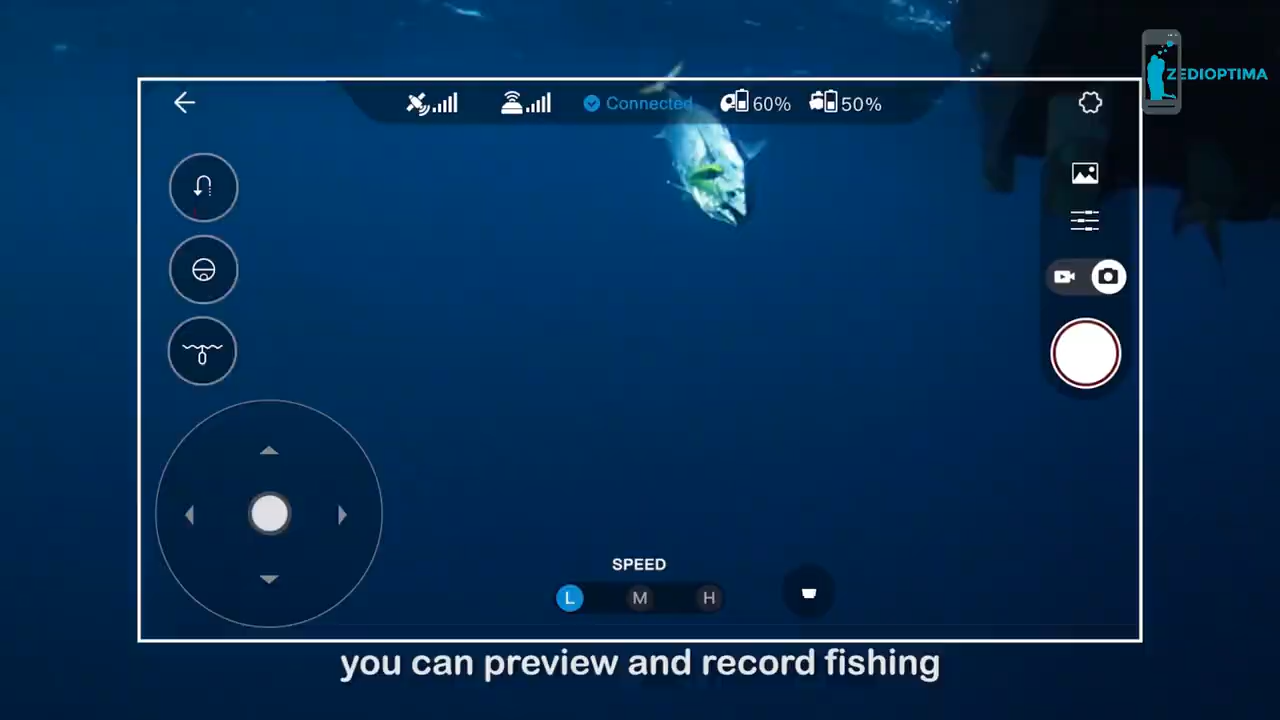 ZEDIOPTIMA
Connected
60%
50%
SPEED
L M H
you can preview and record fishing